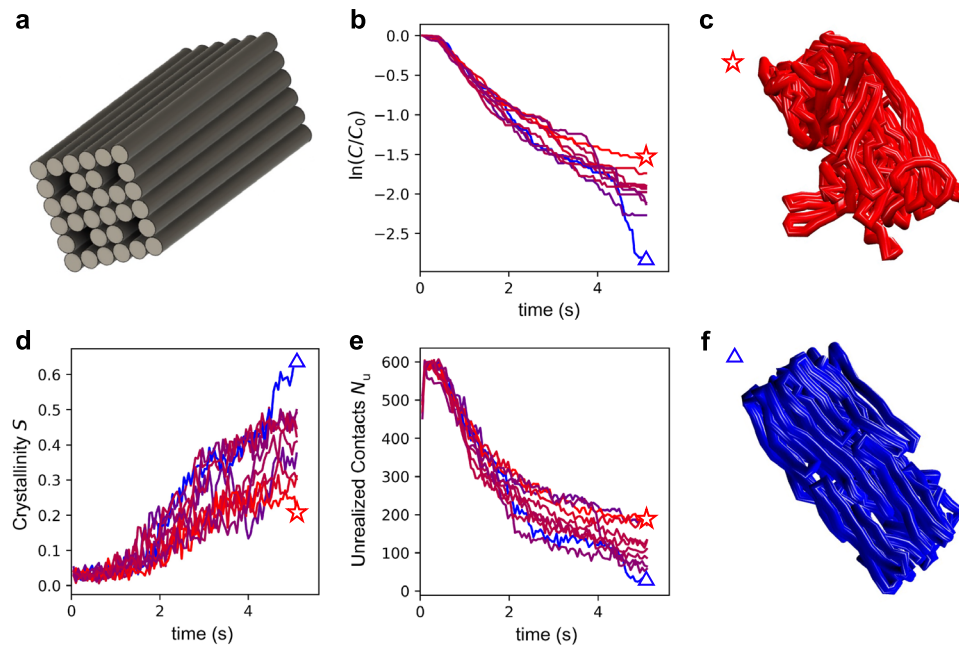 a
b
c
0.0
−0.5
−1.0
−1.5
−2.0
−2.5
ln(C/C₀)
0
2
4
time (s)
d
e
f
0.6
0.5
0.4
0.3
0.2
0.1
0.0
Crystallinity S
0
2
4
time (s)
600
500
400
300
200
100
0
Unrealized Contacts Nᵤ
0
2
4
time (s)